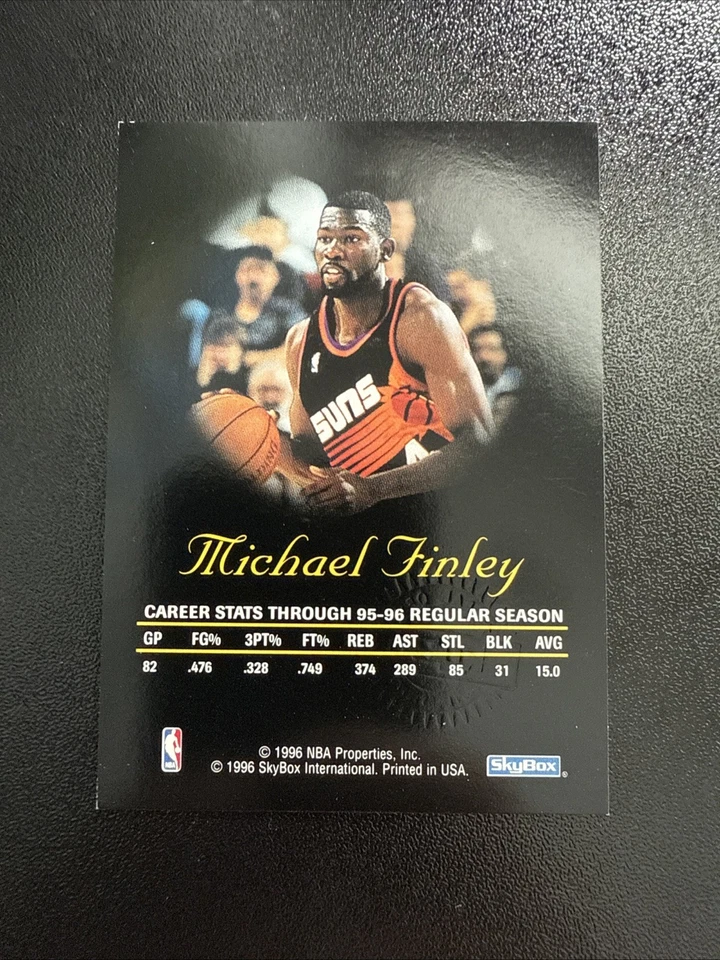 SUNS
4
Michael Finley
CAREER STATS THROUGH 95-96 REGULAR SEASON
GP FG% 3PT% FT% REB AST STL BLK AVG
82 .476 .328 .749 374 289 85 31 15.0
NBA
© 1996 NBA Properties, Inc.
© 1996 SkyBox International. Printed in USA.
SkyBox®